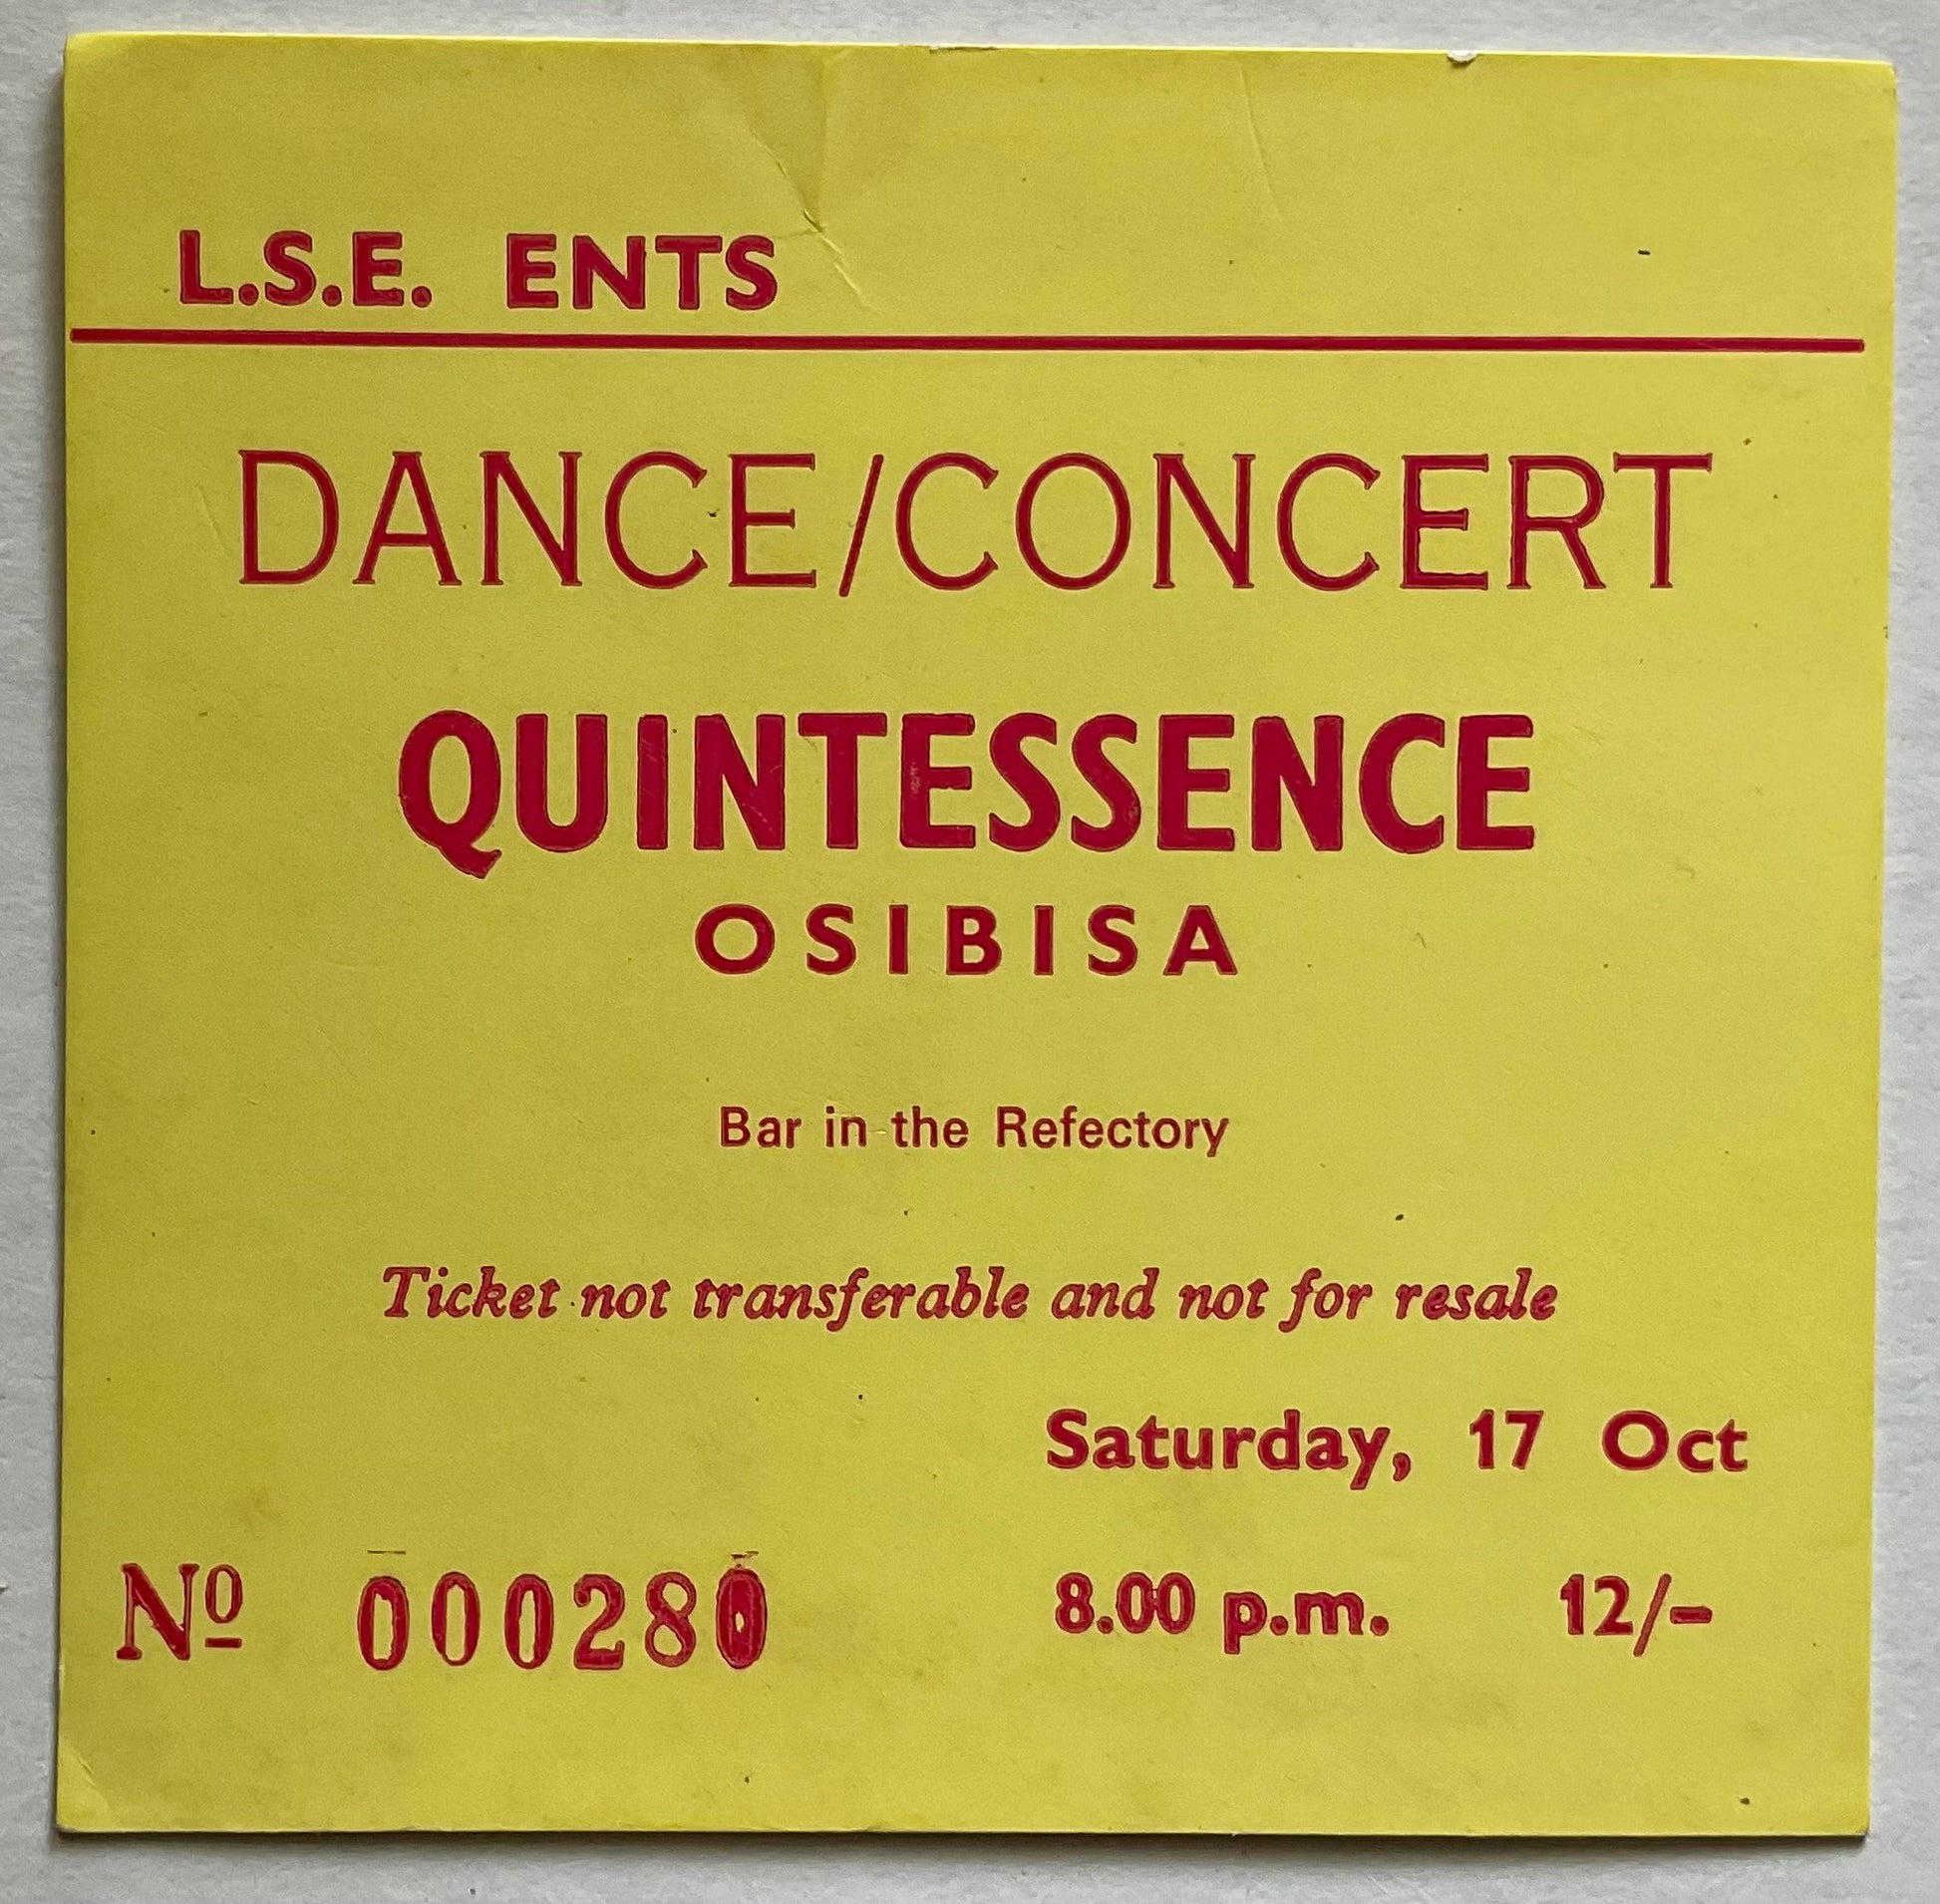 L.S.E. ENTS
DANCE/CONCERT
QUINTESSENCE
OSIBISA
Bar in the Refectory
Ticket not transferable and not for resale
Saturday, 17 Oct
Nº 000280 8.00 p.m. 12/-